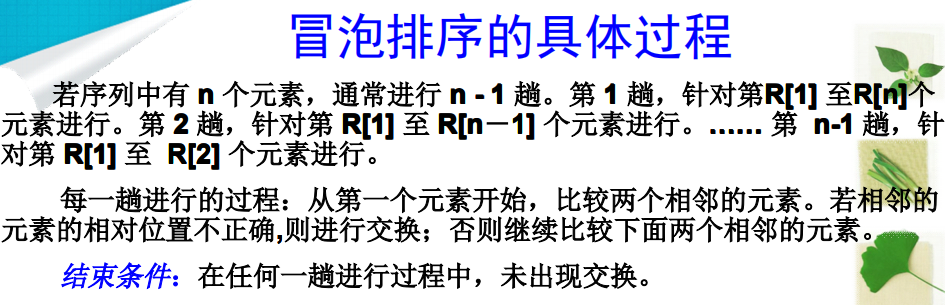 冒泡排序的具体过程
若序列中有 n 个元素，通常进行 n - 1 趟。第 1 趟，针对第R[1] 至R[n]个
元素进行。第 2 趟，针对第 R[1] 至 R[n－1] 个元素进行。…… 第 n-1 趟，针
对第 R[1] 至 R[2] 个元素进行。
每一趟进行的过程：从第一个元素开始，比较两个相邻的元素。若相邻的
元素的相对位置不正确,则进行交换；否则继续比较下面两个相邻的元素。
结束条件：在任何一趟进行过程中，未出现交换。